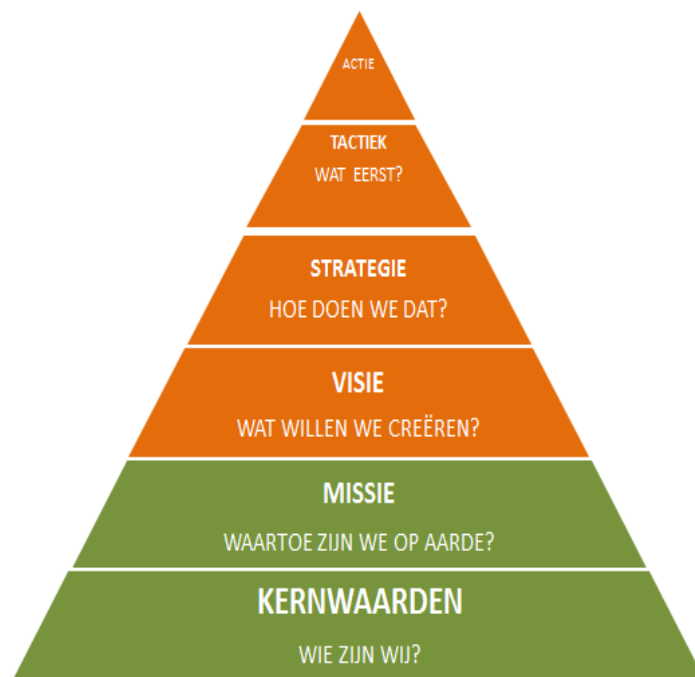 ACTIE
TACTIEK
WAT EERST?
STRATEGIE
HOE DOEN WE DAT?
VISIE
WAT WILLEN WE CREËREN?
MISSIE
WAARTOE ZIJN WE OP AARDE?
KERNWAARDEN
WIE ZIJN WIJ?